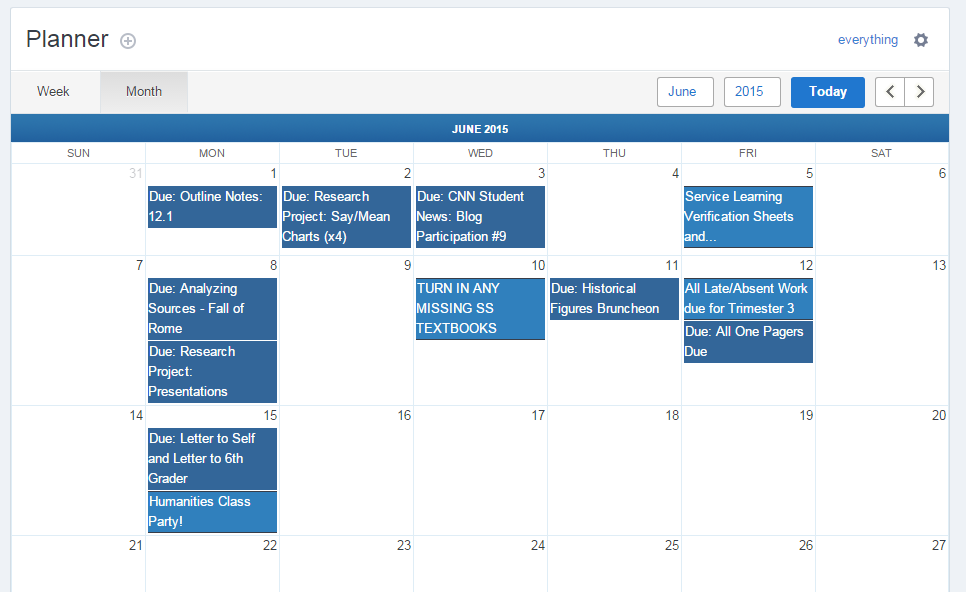 Planner
everything
Week Month June 2015 Today
JUNE 2015
SUN MON TUE WED THU FRI SAT
31 1 2 3 4 5 6
Due: Outline Notes:
12.1
Due: Research
Project: Say/Mean
Charts (x4)
Due: CNN Student
News: Blog
Participation #9
Service Learning
Verification Sheets
and...
7 8 9 10 11 12 13
Due: Analyzing
Sources - Fall of
Rome
Due: Research
Project:
Presentations
TURN IN ANY
MISSING SS
TEXTBOOKS
Due: Historical
Figures Bruncheon
All Late/Absent Work
due for Trimester 3
Due: All One Pagers
Due
14 15 16 17 18 19 20
Due: Letter to Self
and Letter to 6th
Grader
Humanities Class
Party!
21 22 23 24 25 26 27